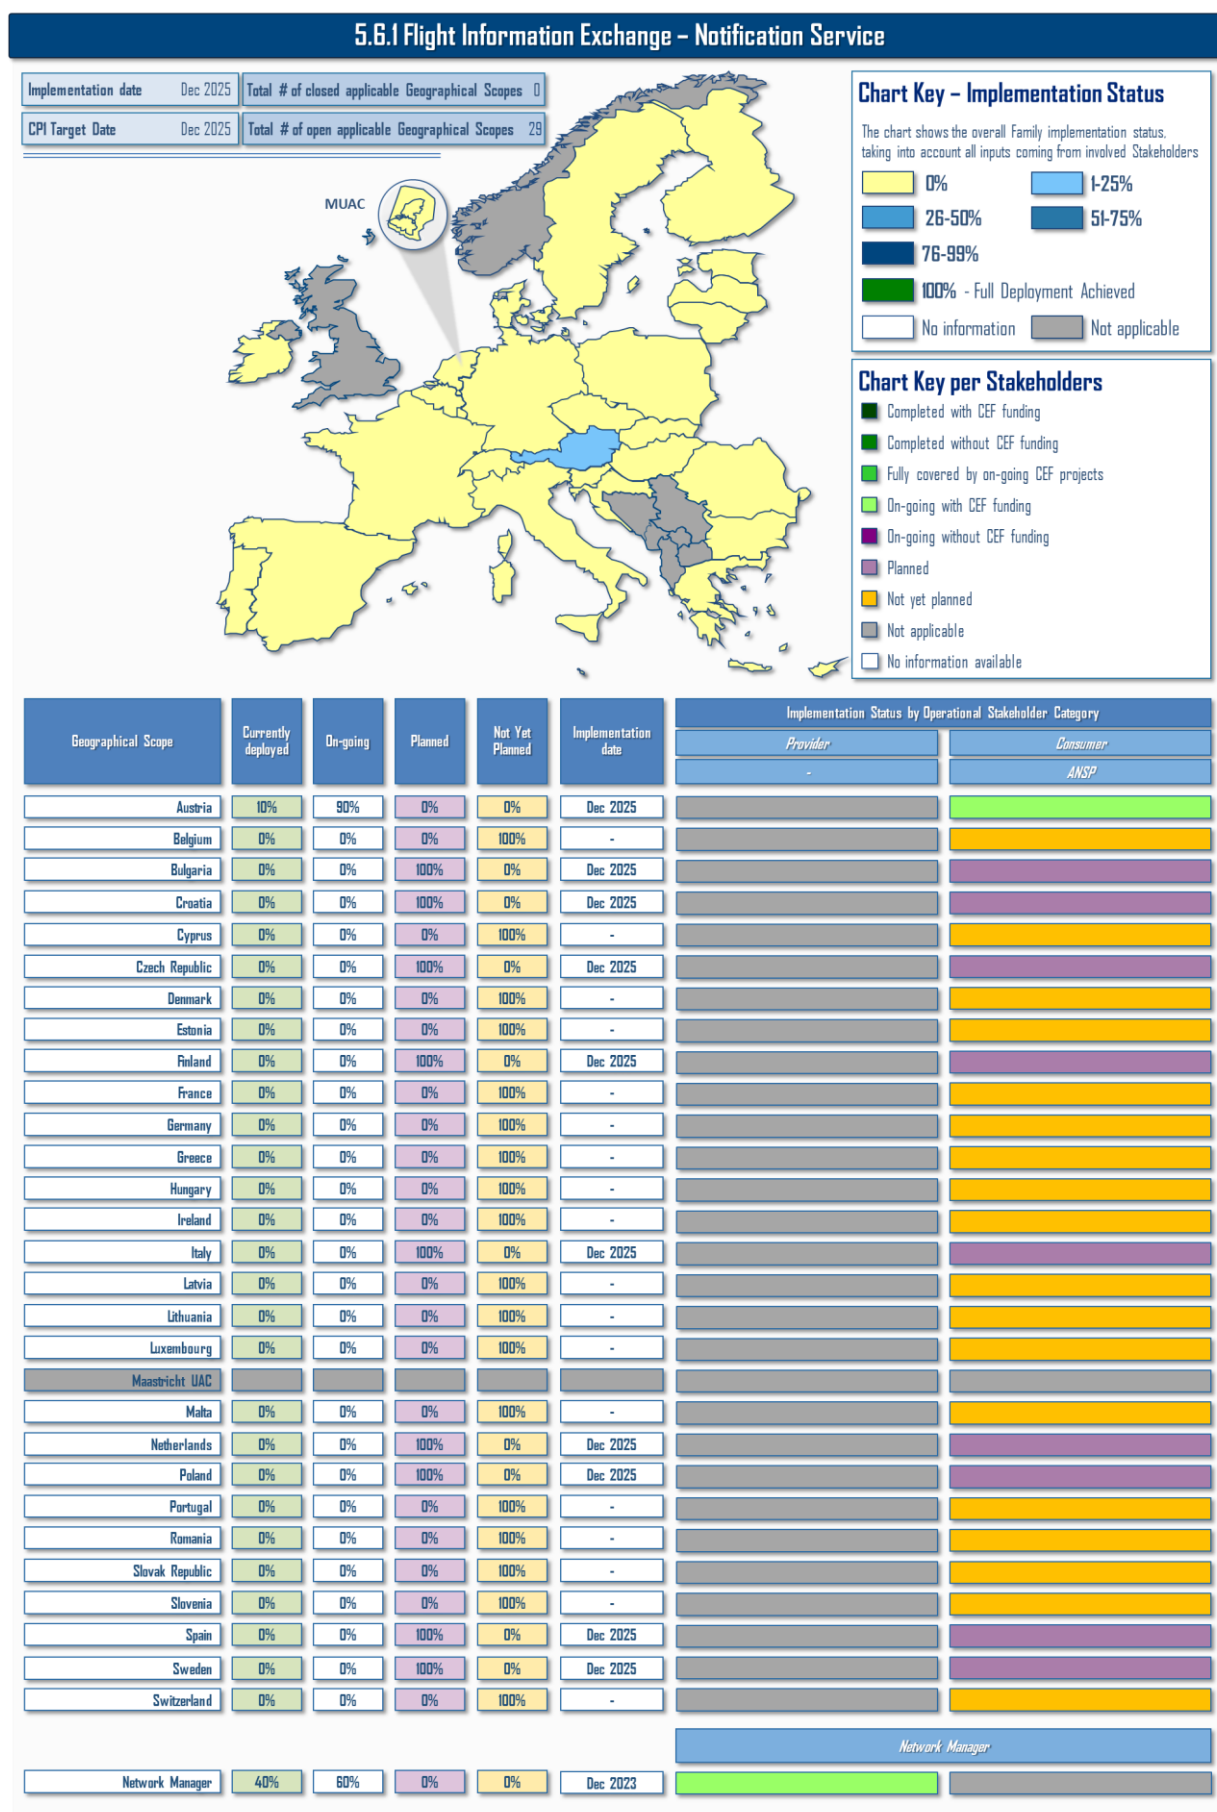 5.6.1 Flight Information Exchange – Notification Service
Implementation date Dec 2025 Total # of closed applicable Geographical Scopes 0
CPI Target Date Dec 2025 Total # of open applicable Geographical Scopes 29
MUAC
Chart Key – Implementation Status
The chart shows the overall Family implementation status,
taking into account all inputs coming from involved Stakeholders
0% 1-25%
26-50% 51-75%
76-99%
100% - Full Deployment Achieved
No information Not applicable
Chart Key per Stakeholders
Completed with CEF funding
Completed without CEF funding
Fully covered by on-going CEF projects
On-going with CEF funding
On-going without CEF funding
Planned
Not yet planned
Not applicable
No information available
Geographical Scope Currently deployed On-going Planned Not Yet Planned Implementation date Implementation Status by Operational Stakeholder Category
Provider Consumer
- ANSP
Austria 10% 90% 0% 0% Dec 2025
Belgium 0% 0% 0% 100% -
Bulgaria 0% 0% 100% 0% Dec 2025
Croatia 0% 0% 100% 0% Dec 2025
Cyprus 0% 0% 0% 100% -
Czech Republic 0% 0% 100% 0% Dec 2025
Denmark 0% 0% 0% 100% -
Estonia 0% 0% 0% 100% -
Finland 0% 0% 100% 0% Dec 2025
France 0% 0% 0% 100% -
Germany 0% 0% 0% 100% -
Greece 0% 0% 0% 100% -
Hungary 0% 0% 0% 100% -
Ireland 0% 0% 0% 100% -
Italy 0% 0% 100% 0% Dec 2025
Latvia 0% 0% 0% 100% -
Lithuania 0% 0% 0% 100% -
Luxembourg 0% 0% 0% 100% -
Maastricht UAC
Malta 0% 0% 0% 100% -
Netherlands 0% 0% 100% 0% Dec 2025
Poland 0% 0% 100% 0% Dec 2025
Portugal 0% 0% 0% 100% -
Romania 0% 0% 0% 100% -
Slovak Republic 0% 0% 0% 100% -
Slovenia 0% 0% 0% 100% -
Spain 0% 0% 100% 0% Dec 2025
Sweden 0% 0% 100% 0% Dec 2025
Switzerland 0% 0% 0% 100% -
Network Manager
Network Manager 40% 60% 0% 0% Dec 2023